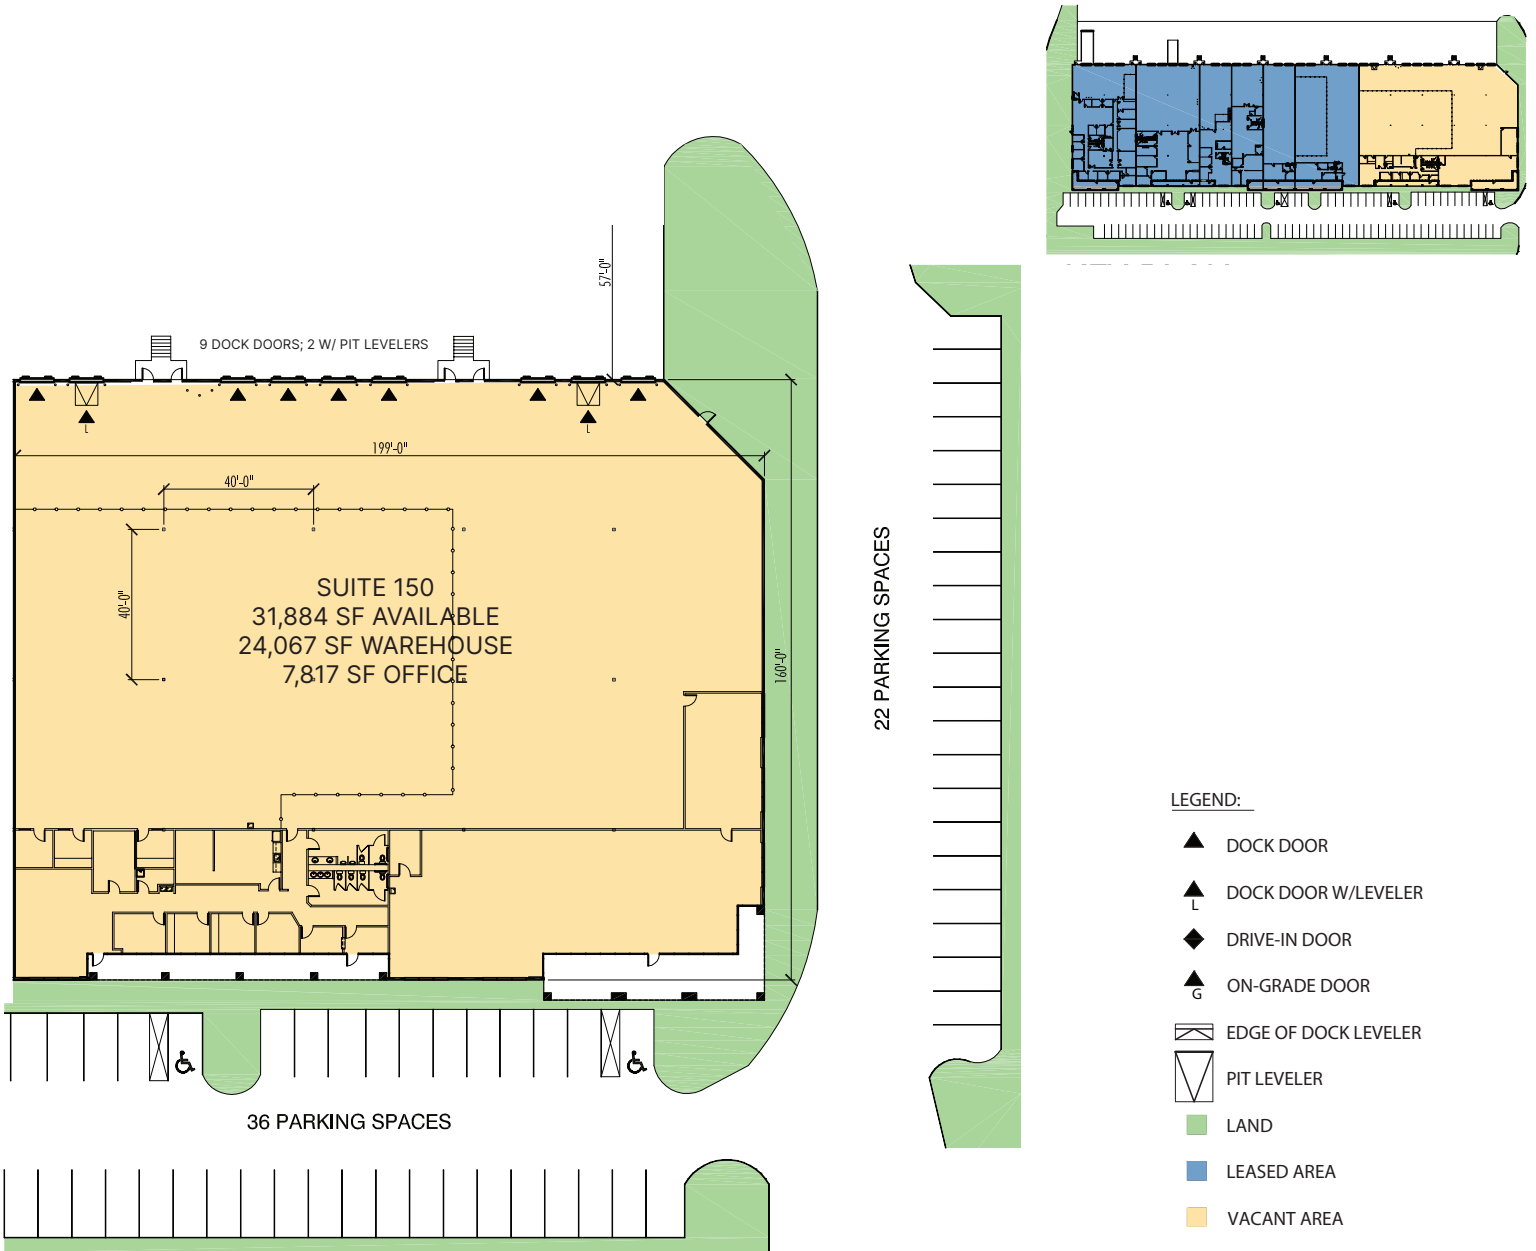 57'-0"
9 DOCK DOORS; 2 W/ PIT LEVELERS
L
L
199'-0"
40'-0"
40'-0"
SUITE 150
31,884 SF AVAILABLE
24,067 SF WAREHOUSE
7,817 SF OFFICE
160'-0"
22 PARKING SPACES
36 PARKING SPACES
LEGEND:
DOCK DOOR
L DOCK DOOR W/LEVELER
DRIVE-IN DOOR
G ON-GRADE DOOR
EDGE OF DOCK LEVELER
PIT LEVELER
LAND
LEASED AREA
VACANT AREA